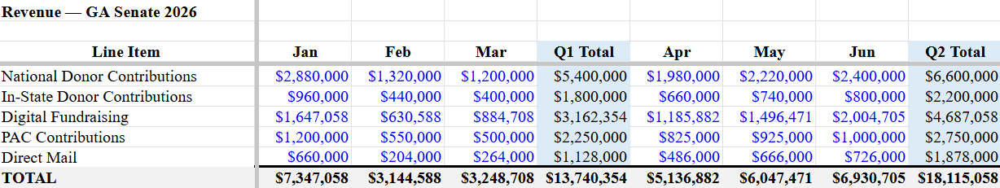 Revenue — GA Senate 2026
Line Item Jan Feb Mar Q1 Total Apr May Jun Q2 Total
National Donor Contributions $2,880,000 $1,320,000 $1,200,000 $5,400,000 $1,980,000 $2,220,000 $2,400,000 $6,600,000
In-State Donor Contributions $960,000 $440,000 $400,000 $1,800,000 $660,000 $740,000 $800,000 $2,200,000
Digital Fundraising $1,647,058 $630,588 $884,708 $3,162,354 $1,185,882 $1,496,471 $2,004,705 $4,687,058
PAC Contributions $1,200,000 $550,000 $500,000 $2,250,000 $825,000 $925,000 $1,000,000 $2,750,000
Direct Mail $660,000 $204,000 $264,000 $1,128,000 $486,000 $666,000 $726,000 $1,878,000
TOTAL $7,347,058 $3,144,588 $3,248,708 $13,740,354 $5,136,882 $6,047,471 $6,930,705 $18,115,058